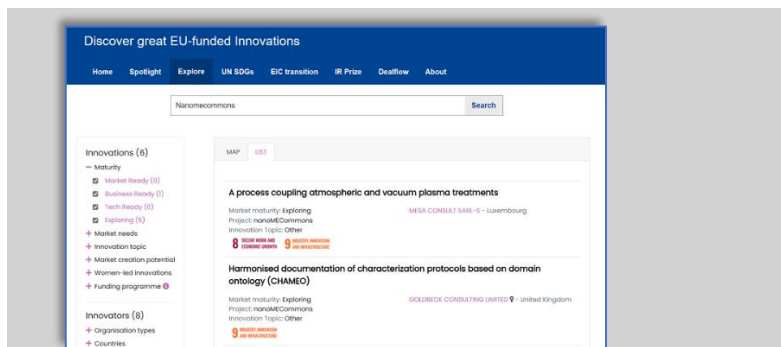 Discover great EU-funded Innovations
Home Spotlight Explore UN SDGs EIC transition IR Prize Dealflow About
Nanomecommons Search
Innovations (6)
− Maturity
Market Ready (0)
Business Ready (1)
Tech Ready (0)
Exploring (5)
+ Market needs
+ Innovation topic
+ Market creation potential
+ Women-led innovations
+ Funding programme
Innovators (8)
+ Organisation types
+ Countries
MAP LIST
A process coupling atmospheric and vacuum plasma treatments
Market maturity: Exploring MESA CONSULT SARL-S - Luxembourg
Project: nanoMECommons
Innovation Topic: Other
8 DECENT WORK AND ECONOMIC GROWTH 9 INDUSTRY, INNOVATION AND INFRASTRUCTURE
Harmonised documentation of characterization protocols based on domain
ontology (CHAMEO)
Market maturity: Exploring GOLDBECK CONSULTING LIMITED - United Kingdom
Project: nanoMECommons
Innovation Topic: Other
9 INDUSTRY, INNOVATION AND INFRASTRUCTURE